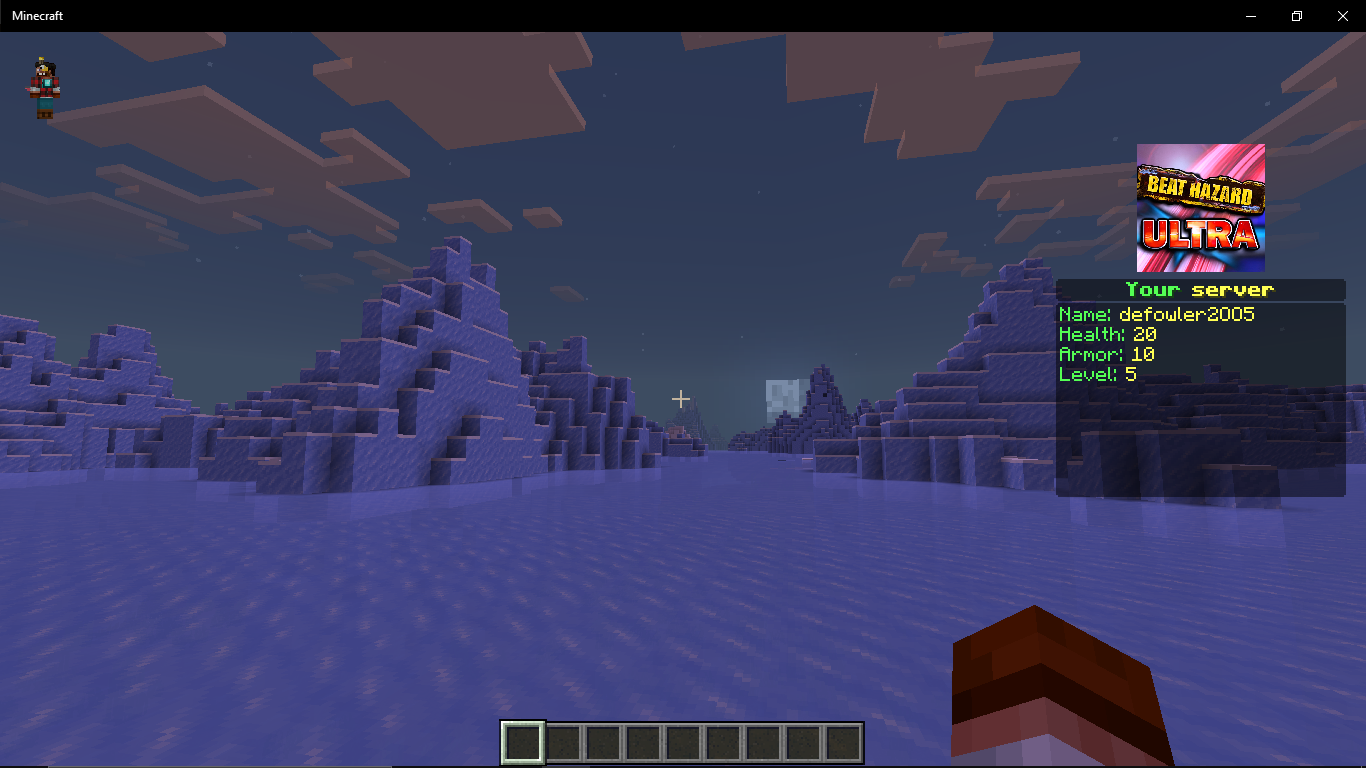 Minecraft
BEAT HAZARD
ULTRA
Your server
Name: defowler2005
Health: 20
Armor: 10
Level: 5